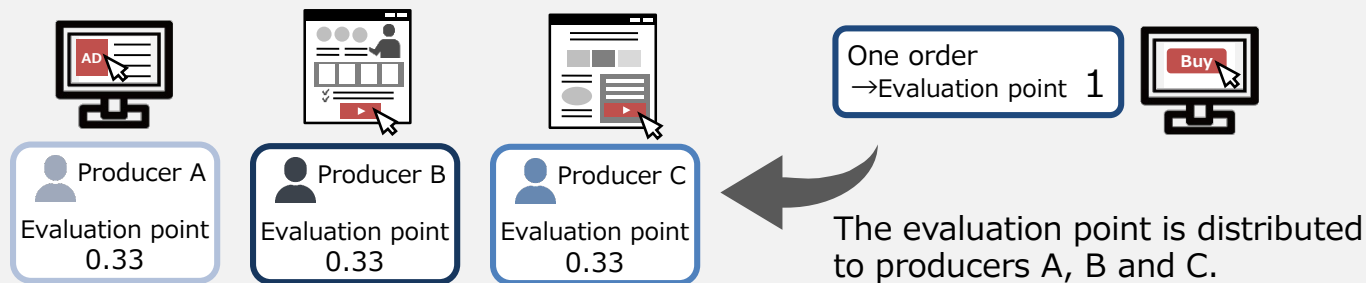 AD
Producer A
Evaluation point
0.33
Producer B
Evaluation point
0.33
Producer C
Evaluation point
0.33
One order
→Evaluation point 1
Buy
The evaluation point is distributed
to producers A, B and C.